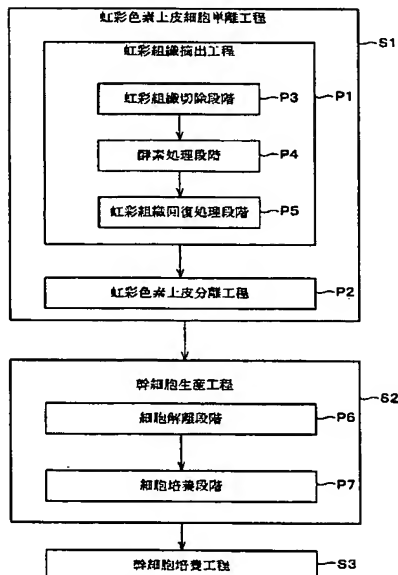 虹彩色素上皮細胞単離工程
S1
虹彩組織摘出工程
P1
虹彩組織切除段階
P3
酵素処理段階
P4
虹彩組織回復処理段階
P5
虹彩色素上皮分離工程
P2
幹細胞生産工程
S2
細胞解離段階
P6
細胞培養段階
P7
幹細胞培養工程
S3